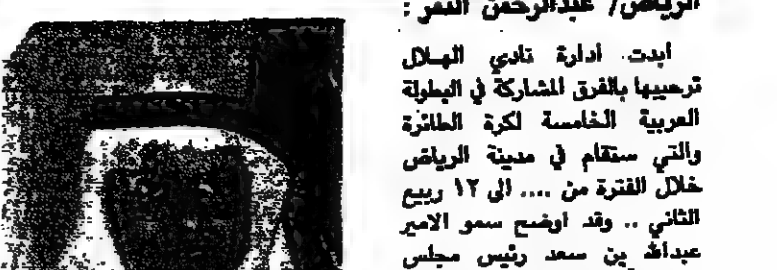 الرياض/ عبدالرحمن النمر :
ابدت ادارة نادي الهلال
ترحيبها بالفرق المشاركة في البطولة
العربية الخامسة لكرة الطائرة
والتي ستقام في مدينة الرياض
خلال الفترة من .... الى ١٢ ربيع
الثاني .. وقد اوضح سمو الامير
عبدالله بن سعد رئيس مجلس